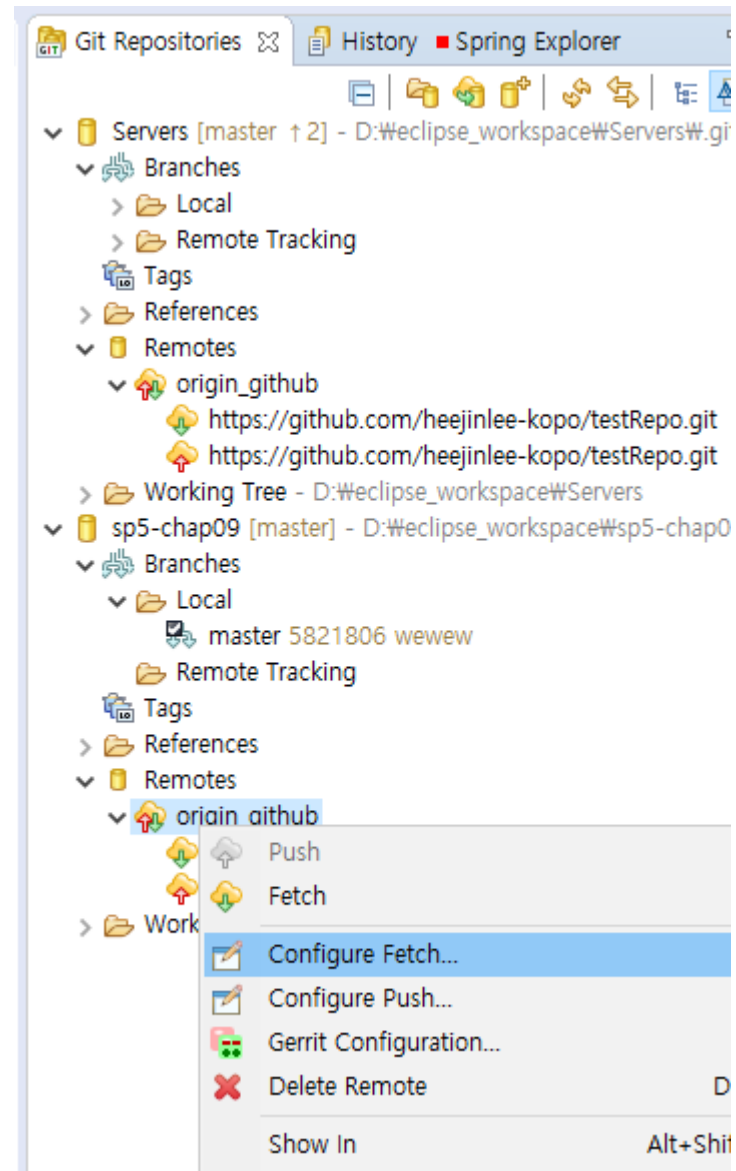 Git Repositories History Spring Explorer
Servers [master ↑2] - D:₩eclipse_workspace₩Servers₩.git
Branches
Local
Remote Tracking
Tags
References
Remotes
origin_github
https://github.com/heejinlee-kopo/testRepo.git
https://github.com/heejinlee-kopo/testRepo.git
Working Tree - D:₩eclipse_workspace₩Servers
sp5-chap09 [master] - D:₩eclipse_workspace₩sp5-chap0
Branches
Local
master 5821806 wewew
Remote Tracking
Tags
References
Remotes
origin_github
Push
Fetch
Work
Configure Fetch...
Configure Push...
Gerrit Configuration...
Delete Remote D
Show In Alt+Shift